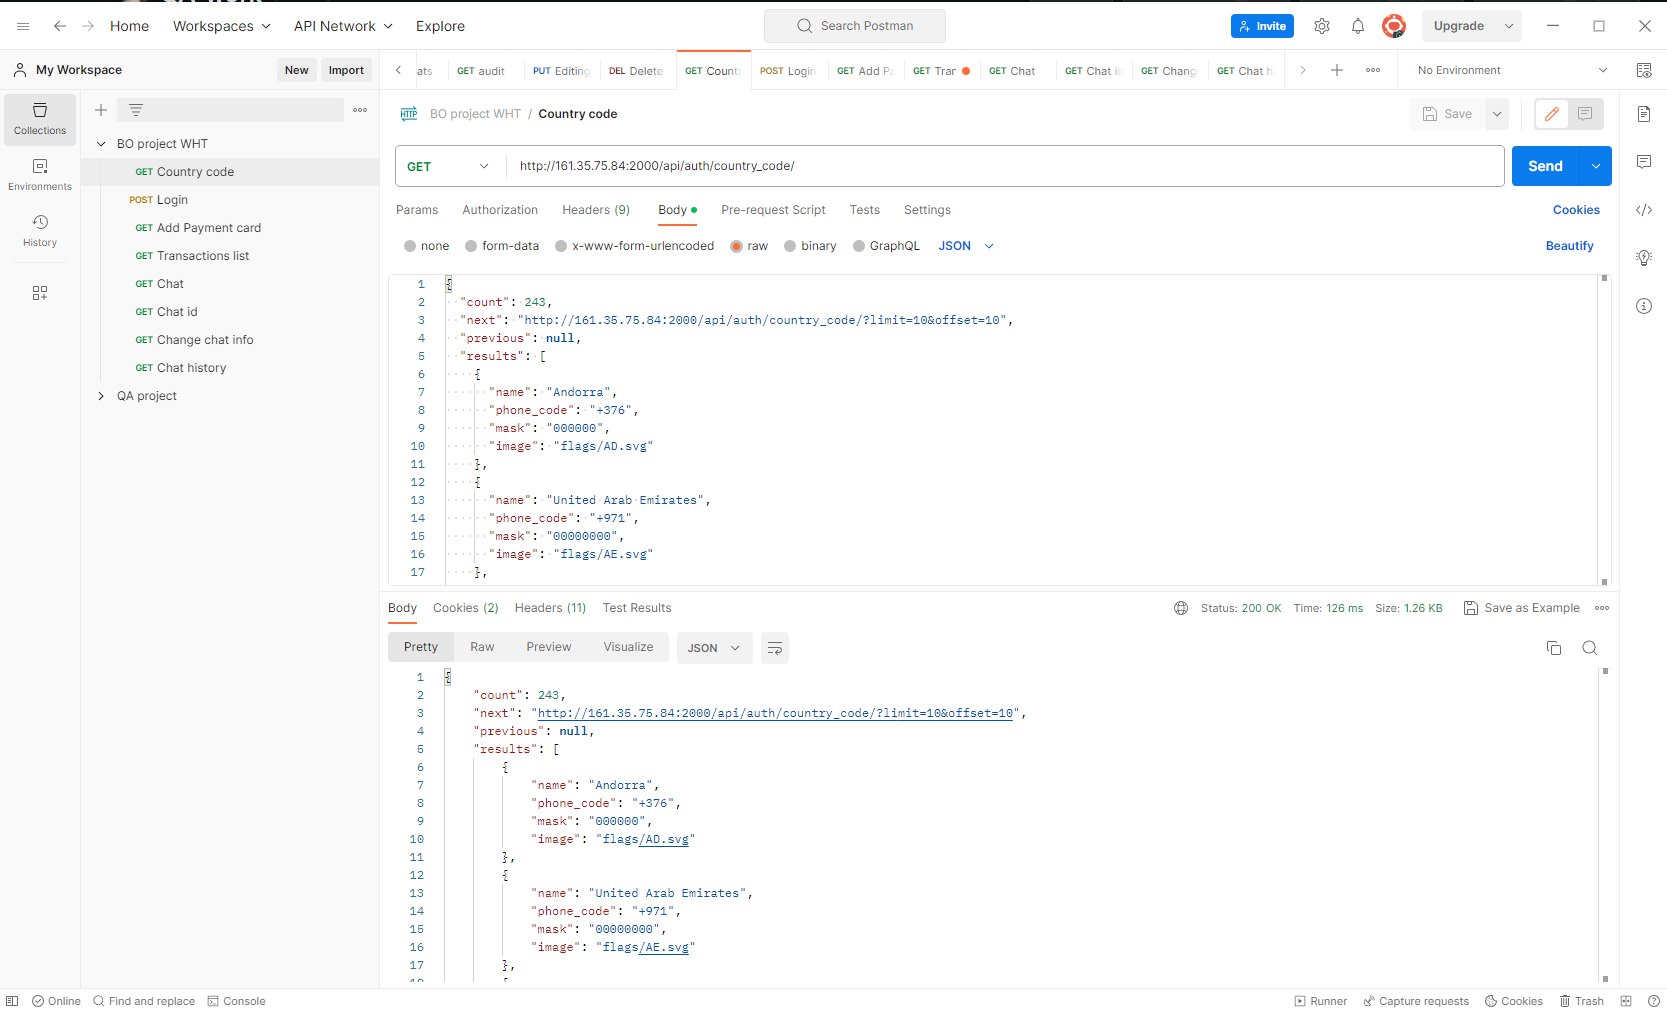 Home Workspaces API Network Explore Search Postman Invite Upgrade
My Workspace New Import
ats GET audit PUT Editing DEL Delete GET Count POST Login GET Add Pa GET Tran GET Chat GET Chat i GET Chang GET Chat h No Environment
Collections
Environments
History
BO project WHT
GET Country code
POST Login
GET Add Payment card
GET Transactions list
GET Chat
GET Chat id
GET Change chat info
GET Chat history
QA project
HTTP BO project WHT / Country code Save
GET http://161.35.75.84:2000/api/auth/country_code/ Send
Params Authorization Headers (9) Body Pre-request Script Tests Settings Cookies
none form-data x-www-form-urlencoded raw binary GraphQL JSON Beautify
1 {
2 "count": 243,
3 "next": "http://161.35.75.84:2000/api/auth/country_code/?limit=10&offset=10",
4 "previous": null,
5 "results": [
6 {
7 "name": "Andorra",
8 "phone_code": "+376",
9 "mask": "000000",
10 "image": "flags/AD.svg"
11 },
12 {
13 "name": "United Arab Emirates",
14 "phone_code": "+971",
15 "mask": "00000000",
16 "image": "flags/AE.svg"
17 },
Body Cookies (2) Headers (11) Test Results Status: 200 OK Time: 126 ms Size: 1.26 KB Save as Example
Pretty Raw Preview Visualize JSON
1 {
2 "count": 243,
3 "next": "http://161.35.75.84:2000/api/auth/country_code/?limit=10&offset=10",
4 "previous": null,
5 "results": [
6 {
7 "name": "Andorra",
8 "phone_code": "+376",
9 "mask": "000000",
10 "image": "flags/AD.svg"
11 },
12 {
13 "name": "United Arab Emirates",
14 "phone_code": "+971",
15 "mask": "00000000",
16 "image": "flags/AE.svg"
17 },
Online Find and replace Console Runner Capture requests Cookies Trash